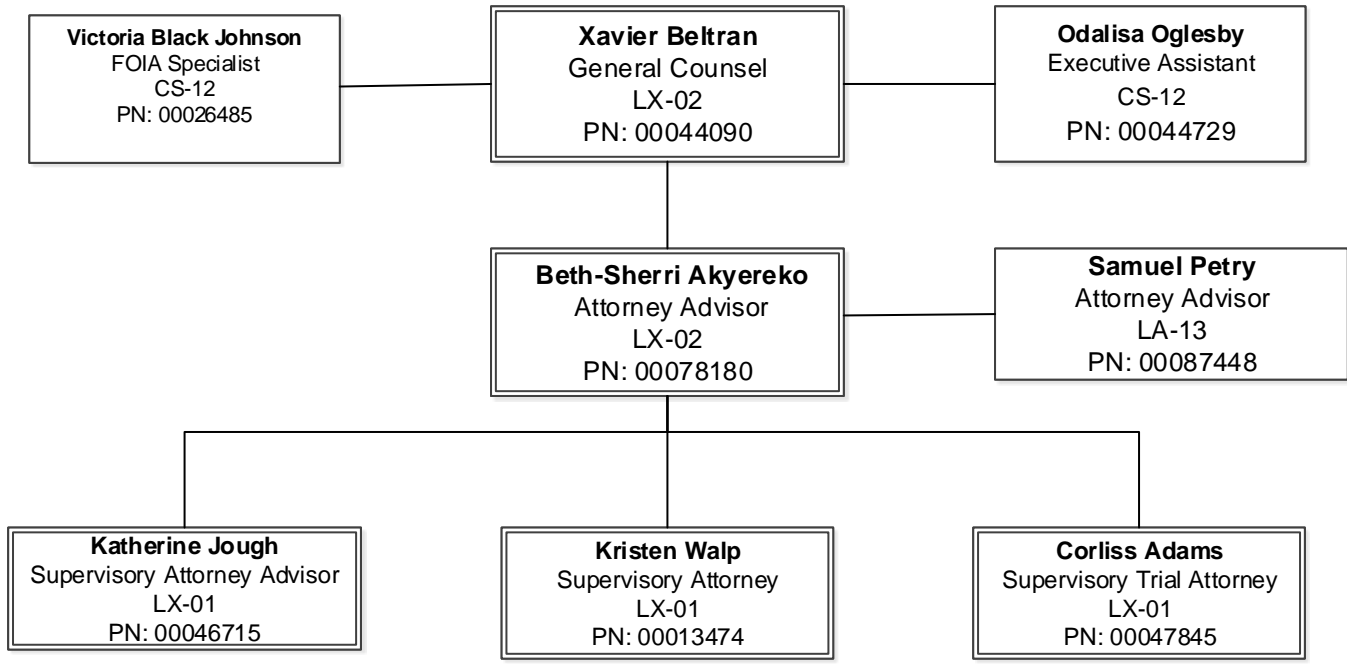 Victoria Black Johnson
FOIA Specialist
CS-12
PN: 00026485
Xavier Beltran
General Counsel
LX-02
PN: 00044090
Odalisa Oglesby
Executive Assistant
CS-12
PN: 00044729
Beth-Sherri Akyereko
Attorney Advisor
LX-02
PN: 00078180
Samuel Petry
Attorney Advisor
LA-13
PN: 00087448
Katherine Jough
Supervisory Attorney Advisor
LX-01
PN: 00046715
Kristen Walp
Supervisory Attorney
LX-01
PN: 00013474
Corliss Adams
Supervisory Trial Attorney
LX-01
PN: 00047845